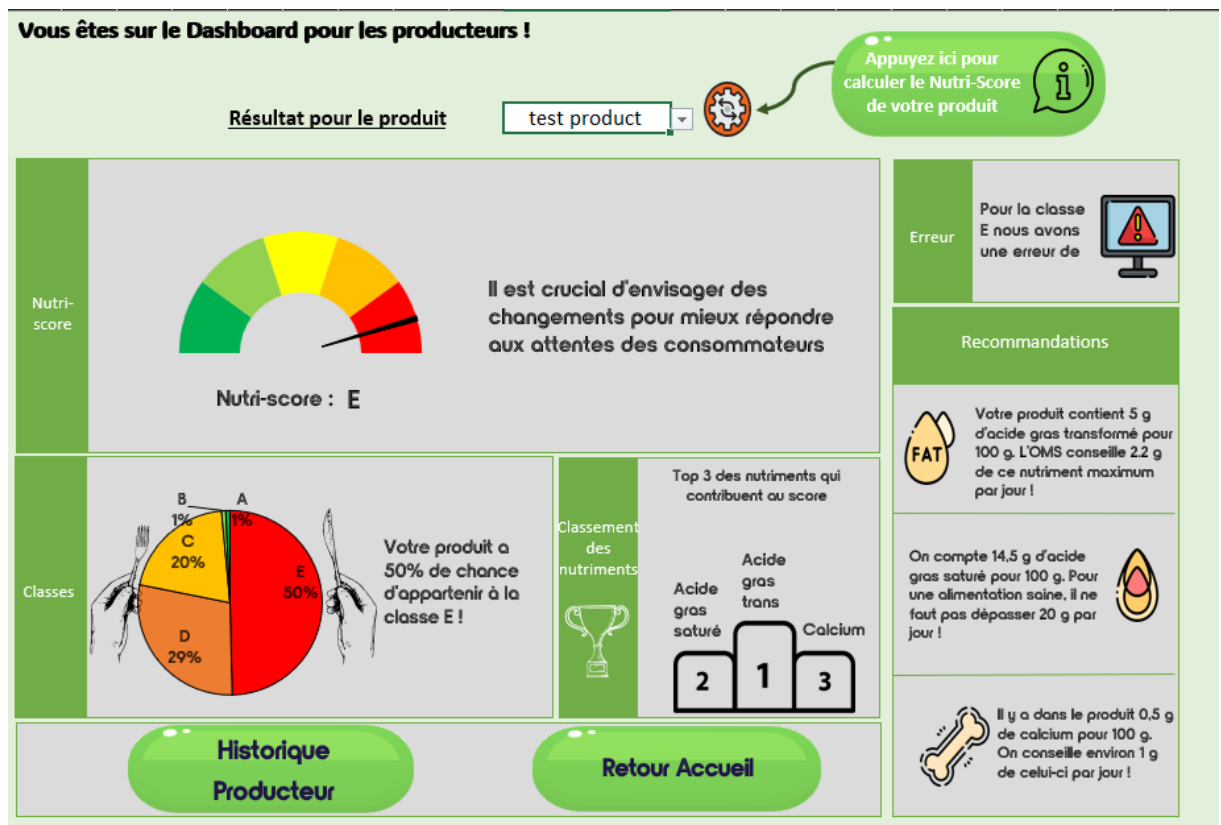 Vous êtes sur le Dashboard pour les producteurs !
Appuyez ici pour
calculer le Nutri-Score
de votre produit
i
Résultat pour le produit
test product
Nutri-
score
Il est crucial d'envisager des
changements pour mieux répondre
aux attentes des consommateurs
Nutri-score : E
Erreur
Pour la classe
E nous avons
une erreur de
Recommandations
FAT
Votre produit contient 5 g
d'acide gras transformé pour
100 g. L'OMS conseille 2.2 g
de ce nutriment maximum
par jour !
On compte 14,5 g d'acide
gras saturé pour 100 g. Pour
une alimentation saine, il ne
faut pas dépasser 20 g par
jour !
Il y a dans le produit 0,5 g
de calcium pour 100 g.
On conseille environ 1 g
de celui-ci par jour !
Classes
B
1%
A
1%
C
20%
E
50%
D
29%
Votre produit a
50% de chance
d'appartenir à la
classe E !
Classement
des
nutriments
Top 3 des nutriments qui
contribuent au score
Acide
gras
saturé
Acide
gras
trans
Calcium
2
1
3
Historique
Producteur
Retour Accueil